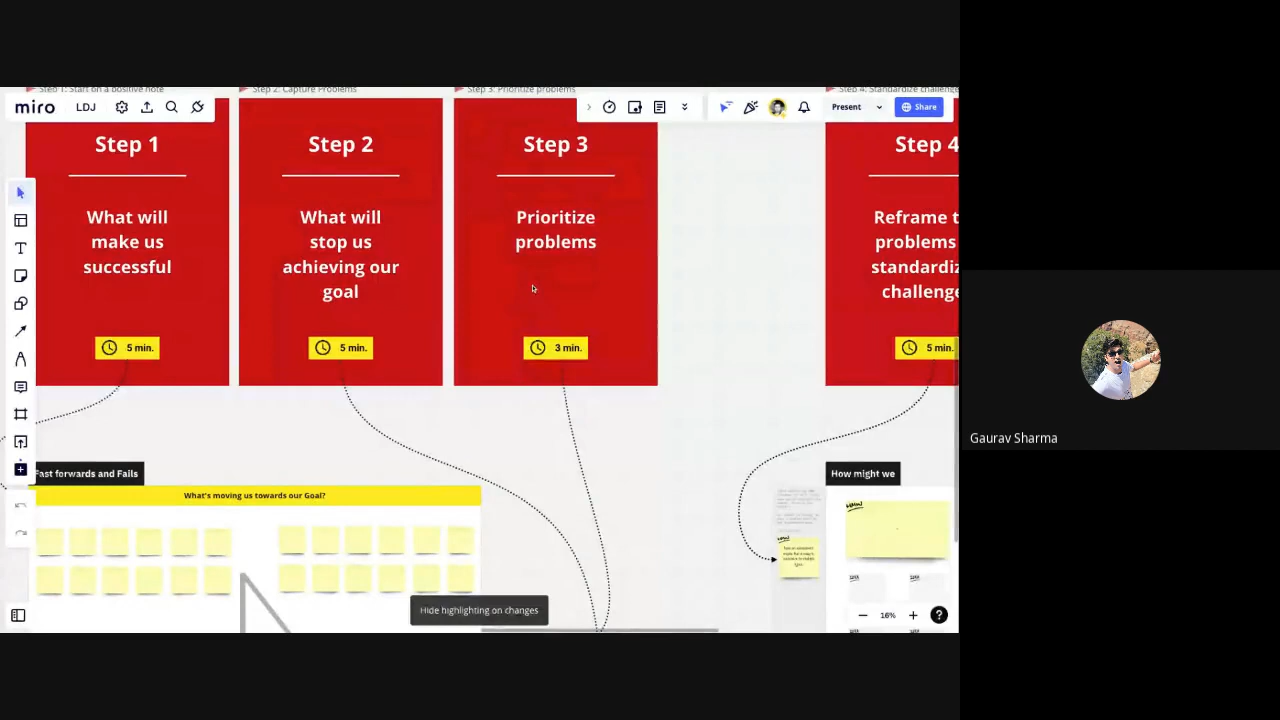 Step 1: Start on a positive note
Step 2: Capture Problems
Step 3: Prioritize problems
Step 4: Standardize challenge
miro
LDJ
Present
Share
Step 1
What will
make us
successful
5 min.
Step 2
What will
stop us
achieving our
goal
5 min.
Step 3
Prioritize
problems
3 min.
Step 4
Reframe t
problems
standardiz
challenge
5 min.
Fast forwards and Fails
What's moving us towards our Goal?
How might we
HMW
HMW
Hide highlighting on changes
16%
?
Gaurav Sharma